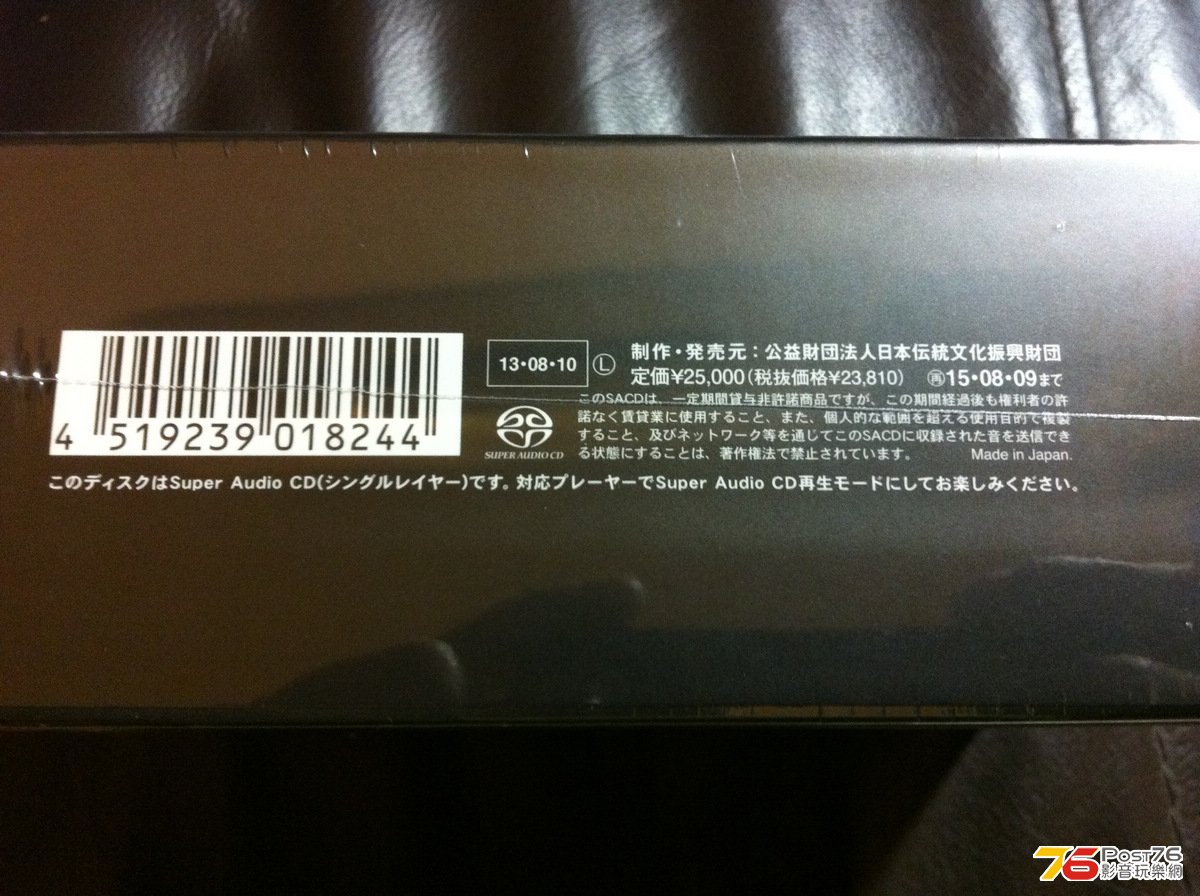 13・08・10 Ⓛ
制作・発売元：公益財団法人日本伝統文化振興財団
定価¥25,000（税抜価格¥23,810） ㊢15・08・09まで
このSACDは、一定期間貸与非許諾商品ですが、この期間経過後も権利者の許
諾なく賃貸業に使用すること、また、個人的な範囲を超える使用目的で複製
すること、及びネットワーク等を通じてこのSACDに収録された音を送信でき
る状態にすることは、著作権法で禁止されています。 Made in Japan.
SUPER AUDIO CD
4 519239 018244
このディスクはSuper Audio CD(シングルレイヤー)です。対応プレーヤーでSuper Audio CD再生モードにしてお楽しみください。
76 POST76
影音玩樂網